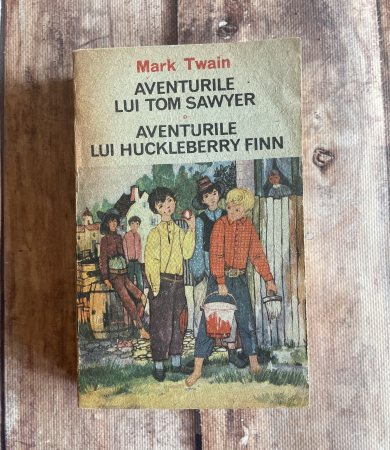 Mark Twain
AVENTURILE
LUI TOM SAWYER
AVENTURILE
LUI HUCKLEBERRY FINN